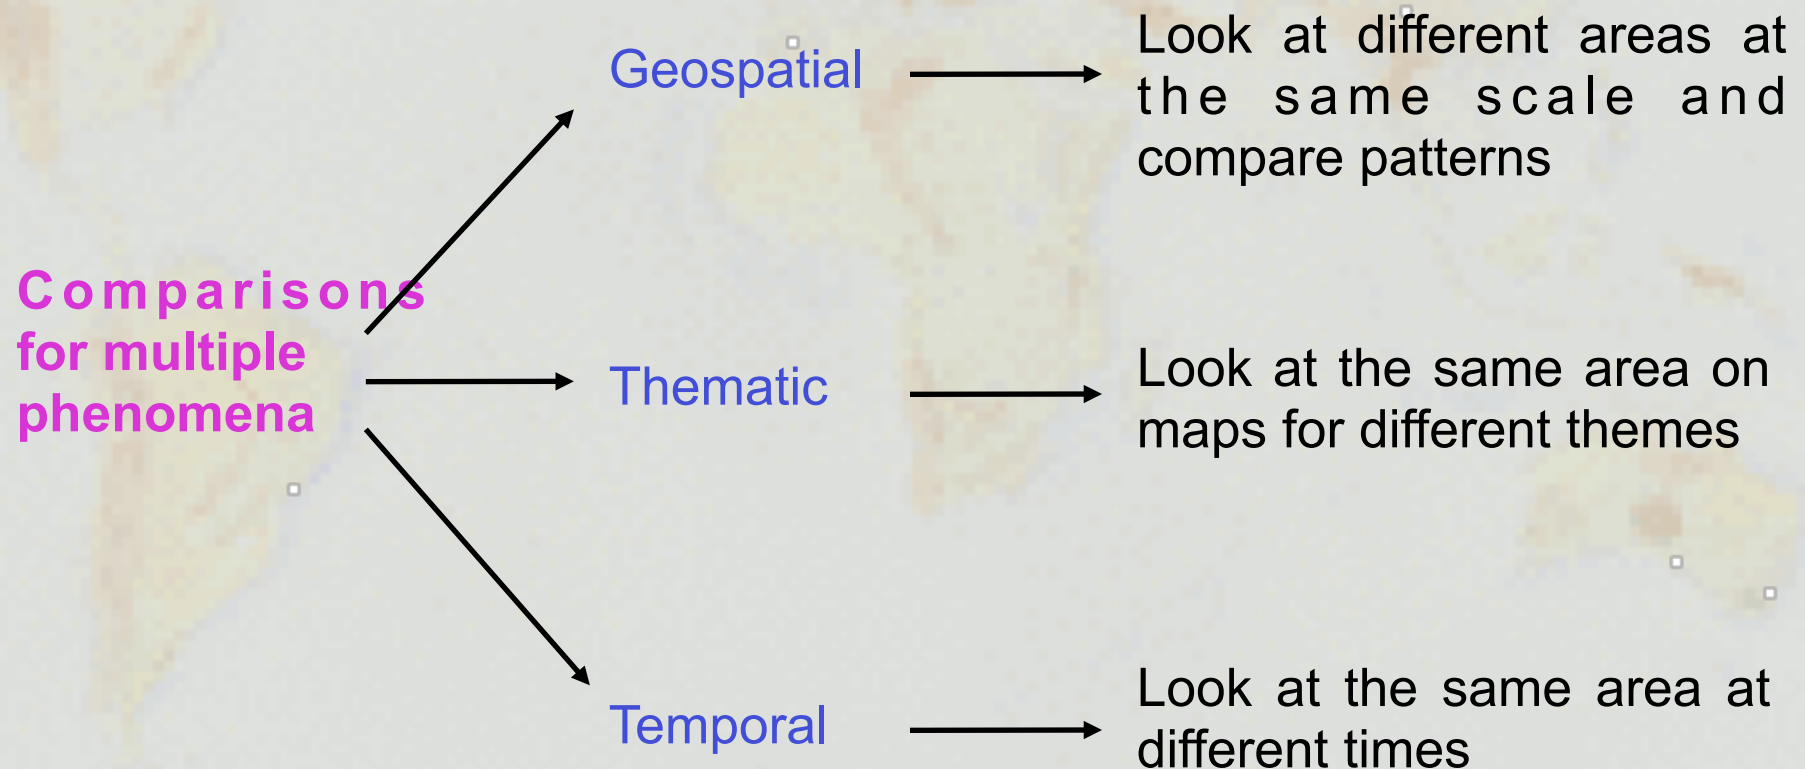 Comparisons
for multiple
phenomena
Geospatial
Look at different areas at
the same scale and
compare patterns
Thematic
Look at the same area on
maps for different themes
Temporal
Look at the same area at
different times